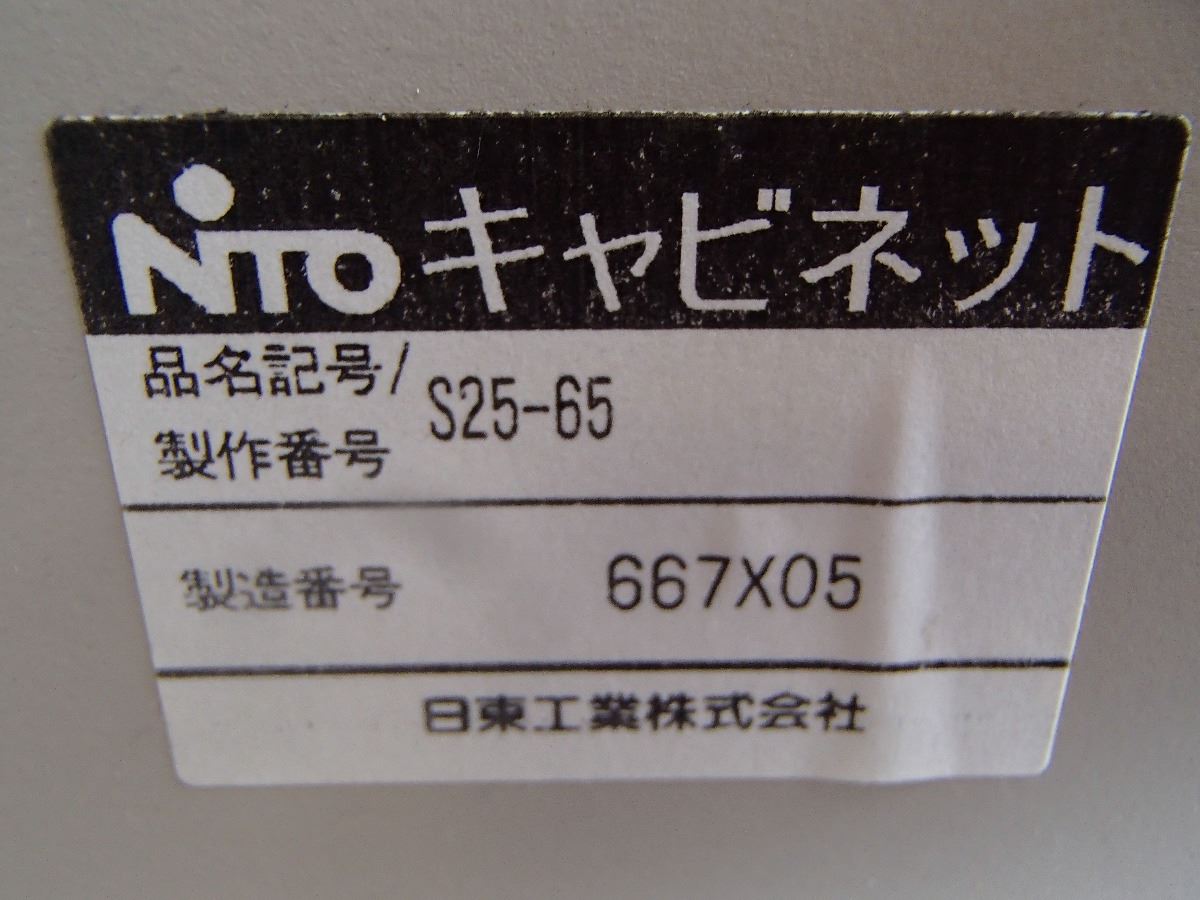 NITO キャビネット
品名記号/
製作番号 S25-65
製造番号 667X05
日東工業株式会社